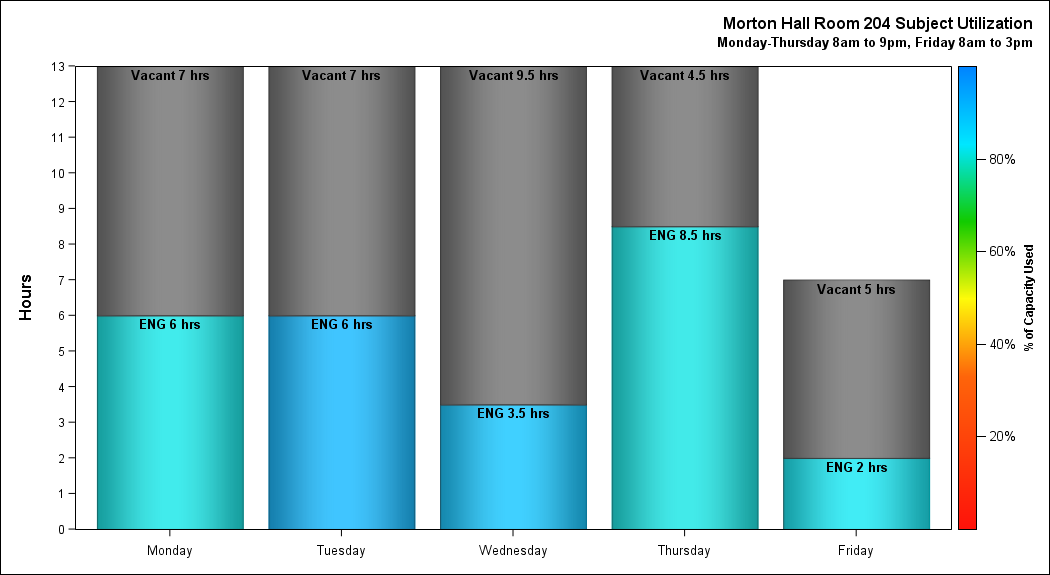 Morton Hall Room 204 Subject Utilization
Monday-Thursday 8am to 9pm, Friday 8am to 3pm
Hours
13
12
11
10
9
8
7
6
5
4
3
2
1
0
Vacant 7 hrs
ENG 6 hrs
Vacant 7 hrs
ENG 6 hrs
Vacant 9.5 hrs
ENG 3.5 hrs
Vacant 4.5 hrs
ENG 8.5 hrs
Vacant 5 hrs
ENG 2 hrs
Monday
Tuesday
Wednesday
Thursday
Friday
80%
60%
40%
20%
% of Capacity Used